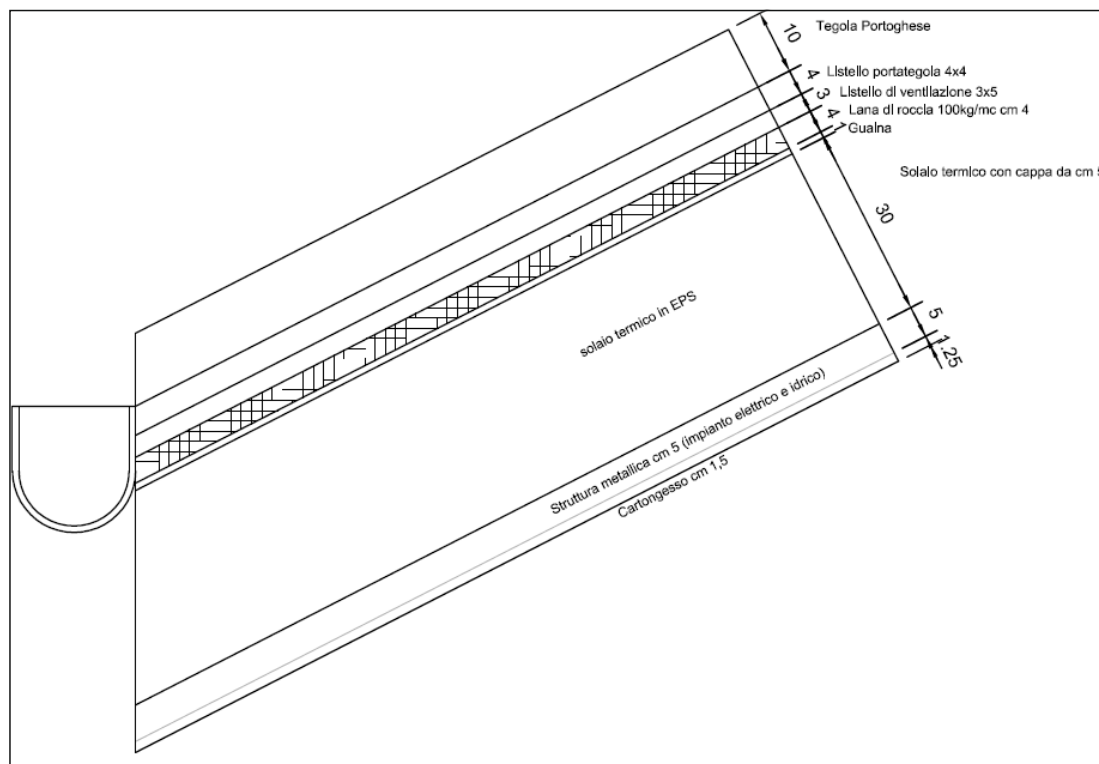 10
Tegola Portoghese
4
LIstello portategola 4x4
3
LIstello dI ventIlazIone 3x5
4
Lana dI roccIa 100kg/mc cm 4
1
GuaIna
SolaIo termIco con cappa da cm 5
30
solaio termico in EPS
5
1.25
Struttura metallica cm 5 (impianto elettrico e idrico)
Cartongesso cm 1,5